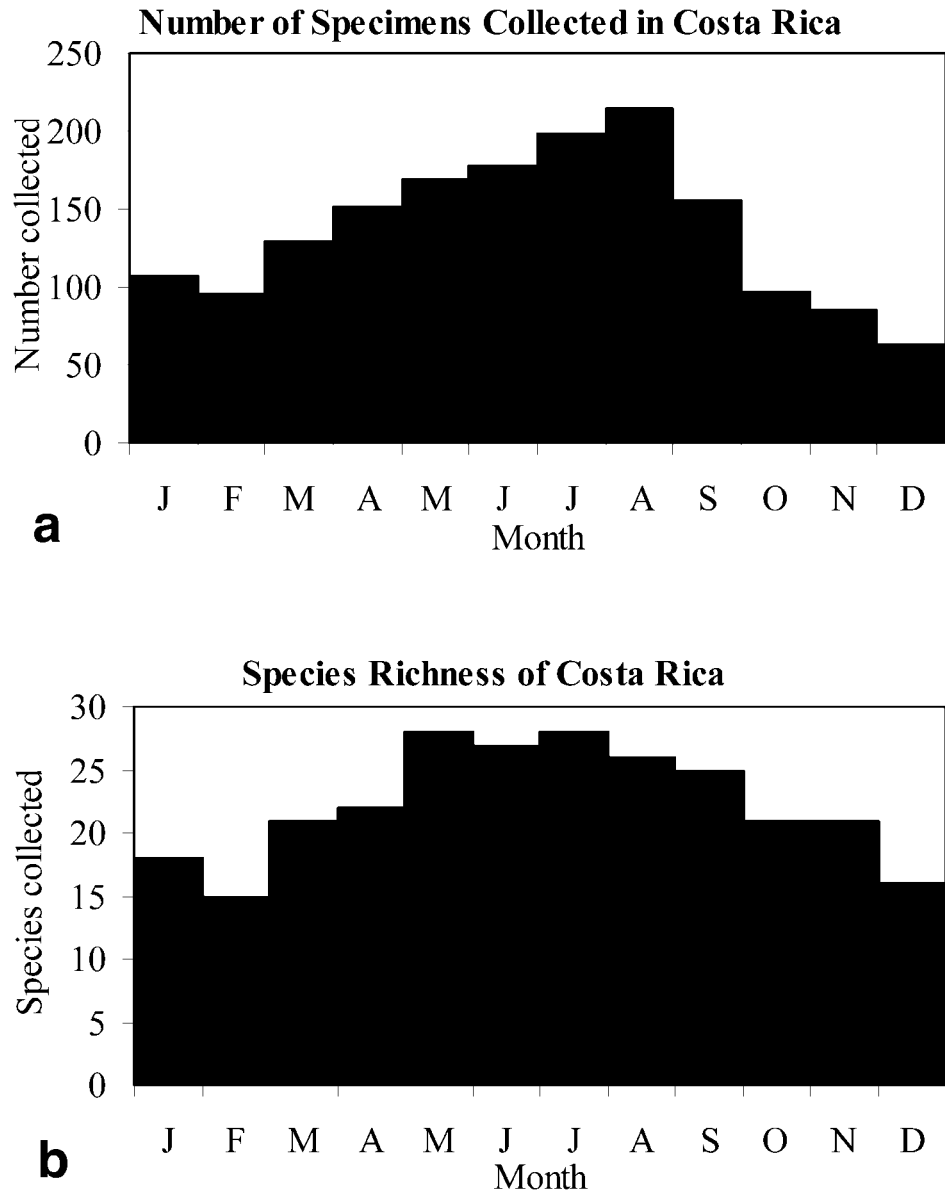 Number of Specimens Collected in Costa Rica
Number collected
250
200
150
100
50
0
J F M A M J J A S O N D
Month
a
Species Richness of Costa Rica
Species collected
30
25
20
15
10
5
0
J F M A M J J A S O N D
Month
b